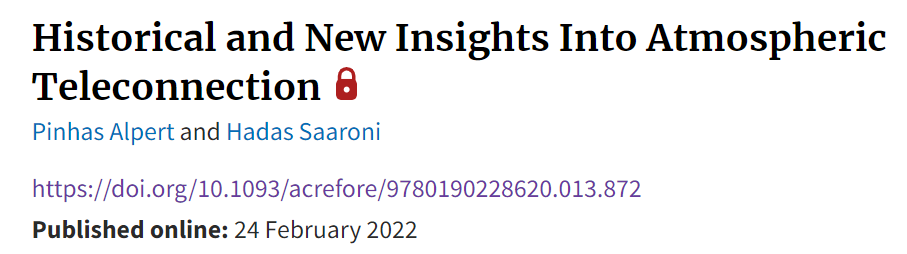 Historical and New Insights Into Atmospheric
Teleconnection
Pinhas Alpert and Hadas Saaroni
https://doi.org/10.1093/acrefore/9780190228620.013.872
Published online: 24 February 2022